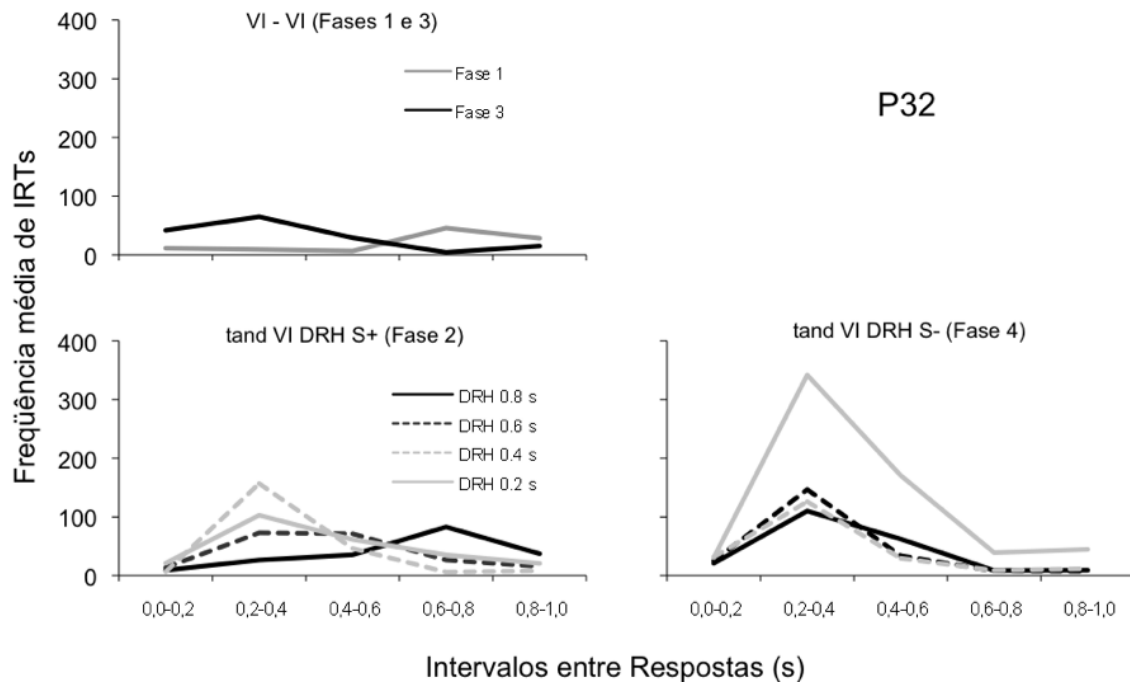 VI - VI (Fases 1 e 3)
400
300
200
100
0
Fase 1
Fase 3
P32
Freqüência média de IRTs
tand VI DRH S+ (Fase 2)
400
300
200
100
0
DRH 0.8 s
DRH 0.6 s
DRH 0.4 s
DRH 0.2 s
0,0–0,2 0,2–0,4 0,4–0,6 0,6–0,8 0,8–1,0
tand VI DRH S- (Fase 4)
0,0–0,2 0,2–0,4 0,4–0,6 0,6–0,8 0,8–1,0
Intervalos entre Respostas (s)